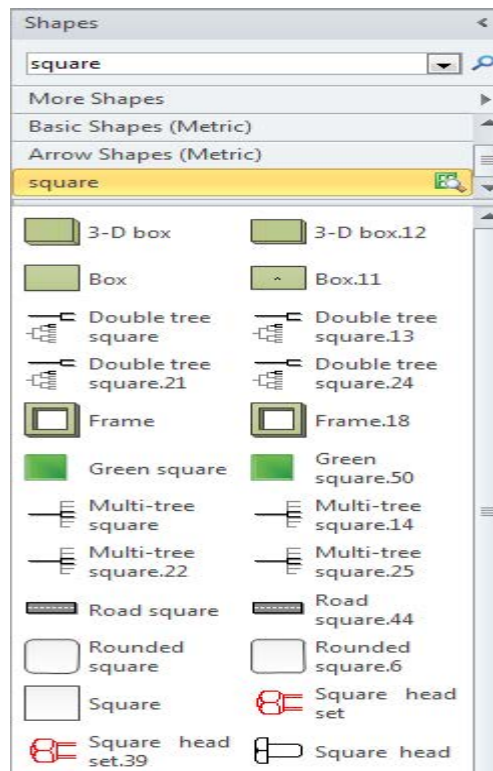 Shapes
square
More Shapes
Basic Shapes (Metric)
Arrow Shapes (Metric)
square
3-D box
3-D box.12
Box
Box.11
Double tree
square
Double tree
square.13
Double tree
square.21
Double tree
square.24
Frame
Frame.18
Green square
Green
square.50
Multi-tree
square
Multi-tree
square.14
Multi-tree
square.22
Multi-tree
square.25
Road square
Road
square.44
Rounded
square
Rounded
square.6
Square
Square head
set
Square head
set.39
Square head